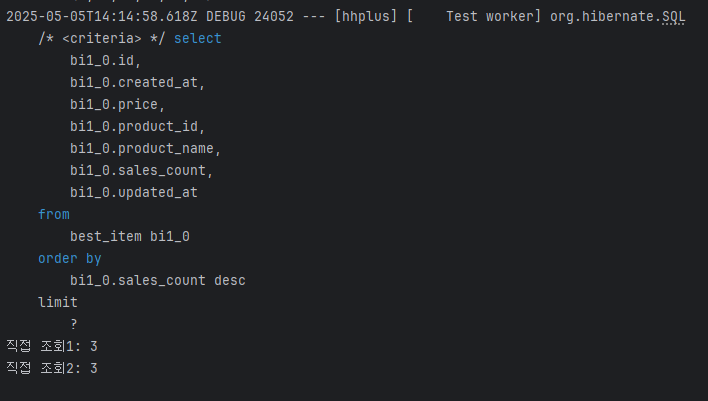 2025-05-05T14:14:58.618Z DEBUG 24052 --- [hhplus] [    Test worker] org.hibernate.SQL
/* <criteria> */ select
bi1_0.id,
bi1_0.created_at,
bi1_0.price,
bi1_0.product_id,
bi1_0.product_name,
bi1_0.sales_count,
bi1_0.updated_at
from
best_item bi1_0
order by
bi1_0.sales_count desc
limit
?
직접 조회1: 3
직접 조회2: 3